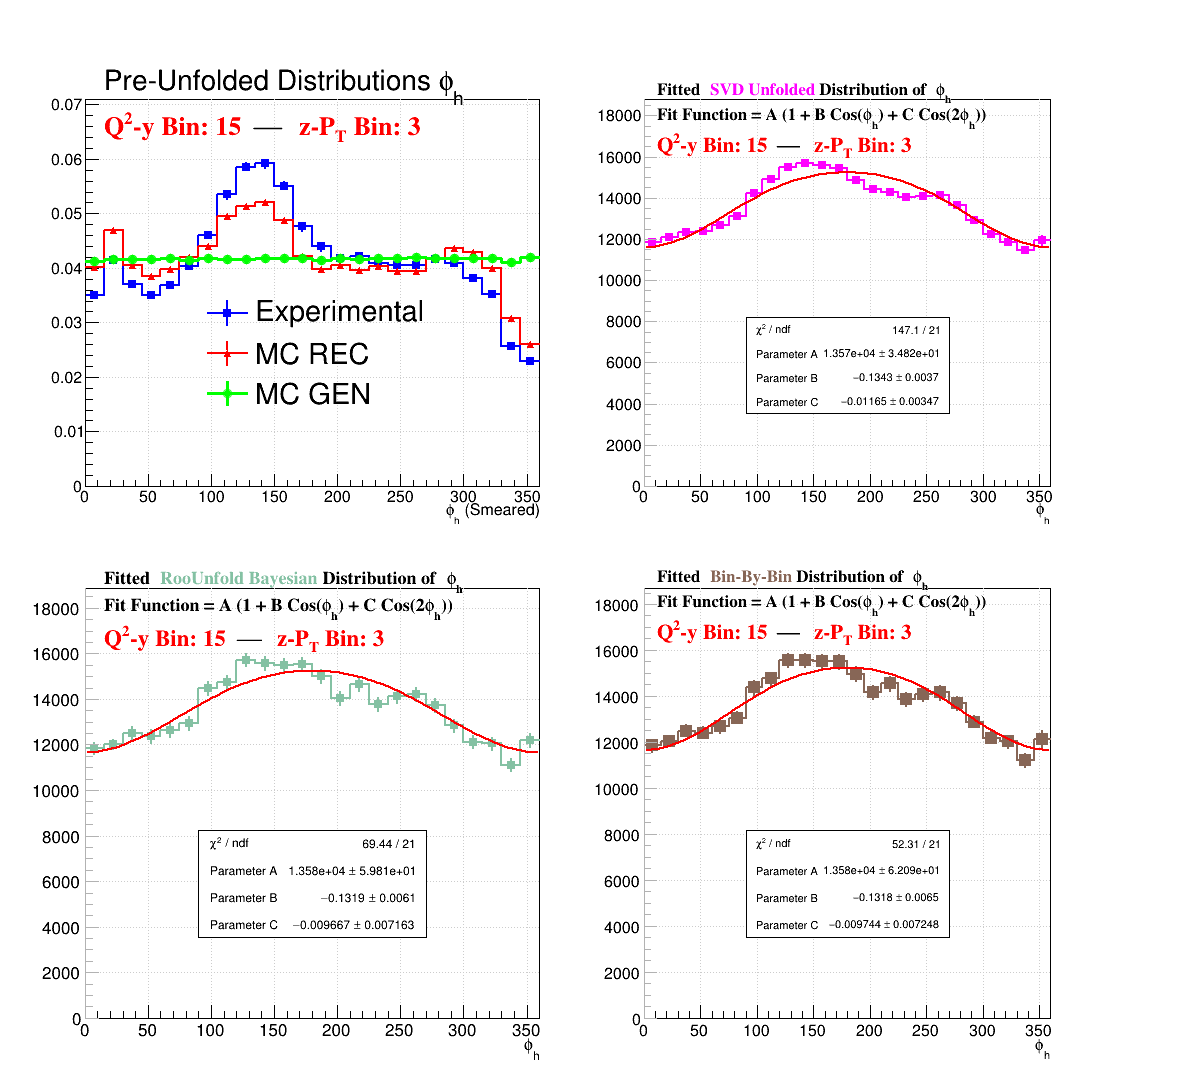 Pre-Unfolded Distributions ϕh
Q2-y Bin: 15 — z-PT Bin: 3
0.07
0.06
0.05
0.04
0.03
0.02
0.01
0
Experimental
MC REC
MC GEN
0 50 100 150 200 250 300 350
ϕh (Smeared)
Fitted SVD Unfolded Distribution of ϕh
Fit Function = A (1 + B Cos(ϕh) + C Cos(2ϕh))
Q2-y Bin: 15 — z-PT Bin: 3
18000
16000
14000
12000
10000
8000
6000
4000
2000
0
χ2 / ndf 147.1 / 21
Parameter A 1.357e+04 ± 3.482e+01
Parameter B −0.1343 ± 0.0037
Parameter C −0.01165 ± 0.00347
0 50 100 150 200 250 300 350
ϕh
Fitted RooUnfold Bayesian Distribution of ϕh
Fit Function = A (1 + B Cos(ϕh) + C Cos(2ϕh))
Q2-y Bin: 15 — z-PT Bin: 3
18000
16000
14000
12000
10000
8000
6000
4000
2000
0
χ2 / ndf 69.44 / 21
Parameter A 1.358e+04 ± 5.981e+01
Parameter B −0.1319 ± 0.0061
Parameter C −0.009667 ± 0.007163
0 50 100 150 200 250 300 350
ϕh
Fitted Bin-By-Bin Distribution of ϕh
Fit Function = A (1 + B Cos(ϕh) + C Cos(2ϕh))
Q2-y Bin: 15 — z-PT Bin: 3
18000
16000
14000
12000
10000
8000
6000
4000
2000
0
χ2 / ndf 52.31 / 21
Parameter A 1.358e+04 ± 6.209e+01
Parameter B −0.1318 ± 0.0065
Parameter C −0.009744 ± 0.007248
0 50 100 150 200 250 300 350
ϕh